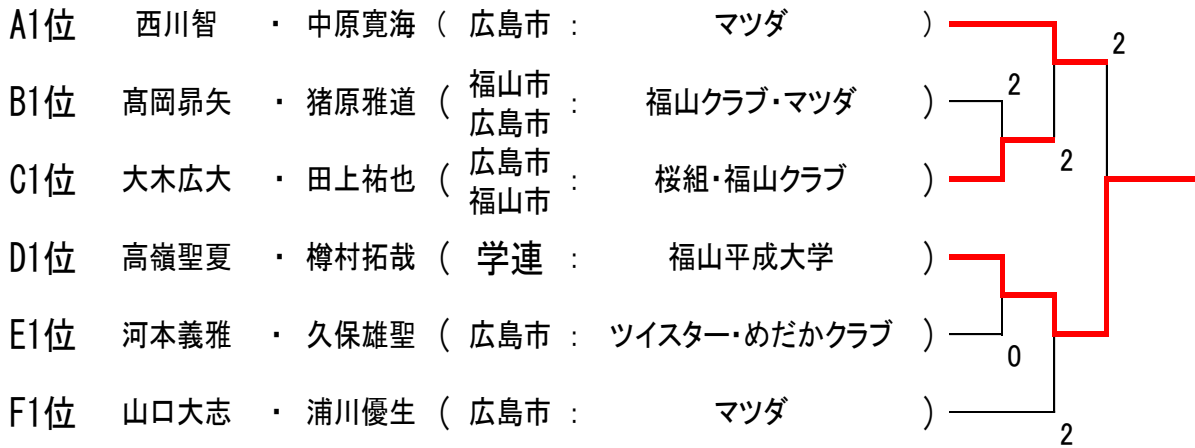 A1位 西川智 ・ 中原寛海 ( 広島市 : マツダ )
2
B1位 髙岡昴矢 ・ 猪原雅道 ( 福山市 広島市 : 福山クラブ・マツダ )
2
2
C1位 大木広大 ・ 田上祐也 ( 広島市 福山市 : 桜組・福山クラブ )
D1位 高嶺聖夏 ・ 樽村拓哉 ( 学連 : 福山平成大学 )
E1位 河本義雅 ・ 久保雄聖 ( 広島市 : ツイスター・めだかクラブ )
0
F1位 山口大志 ・ 浦川優生 ( 広島市 : マツダ )
2